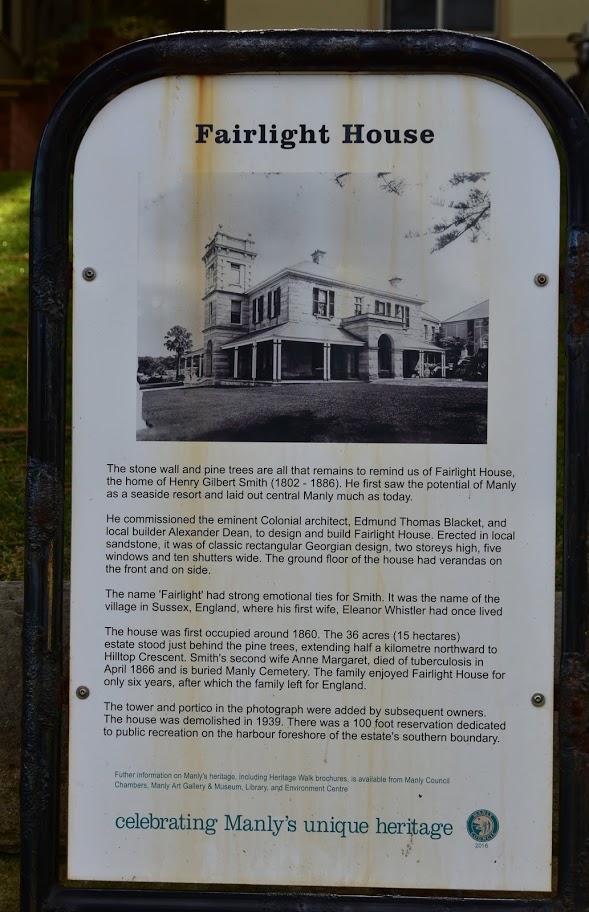 Fairlight House
The stone wall and pine trees are all that remains to remind us of Fairlight House,
the home of Henry Gilbert Smith (1802 - 1886). He first saw the potential of Manly
as a seaside resort and laid out central Manly much as today.
He commissioned the eminent Colonial architect, Edmund Thomas Blacket, and
local builder Alexander Dean, to design and build Fairlight House. Erected in local
sandstone, it was of classic rectangular Georgian design, two storeys high, five
windows and ten shutters wide. The ground floor of the house had verandas on
the front and on side.
The name 'Fairlight' had strong emotional ties for Smith. It was the name of the
village in Sussex, England, where his first wife, Eleanor Whistler had once lived
The house was first occupied around 1860. The 36 acres (15 hectares)
estate stood just behind the pine trees, extending half a kilometre northward to
Hilltop Crescent. Smith's second wife Anne Margaret, died of tuberculosis in
April 1866 and is buried Manly Cemetery. The family enjoyed Fairlight House for
only six years, after which the family left for England.
The tower and portico in the photograph were added by subsequent owners.
The house was demolished in 1939. There was a 100 foot reservation dedicated
to public recreation on the harbour foreshore of the estate's southern boundary.
Futher information on Manly's heritage, including Heritage Walk brochures, is available from Manly Council
Chambers, Manly Art Gallery & Museum, Library, and Environment Centre
celebrating Manly's unique heritage
MANLY
COUNCIL
2016